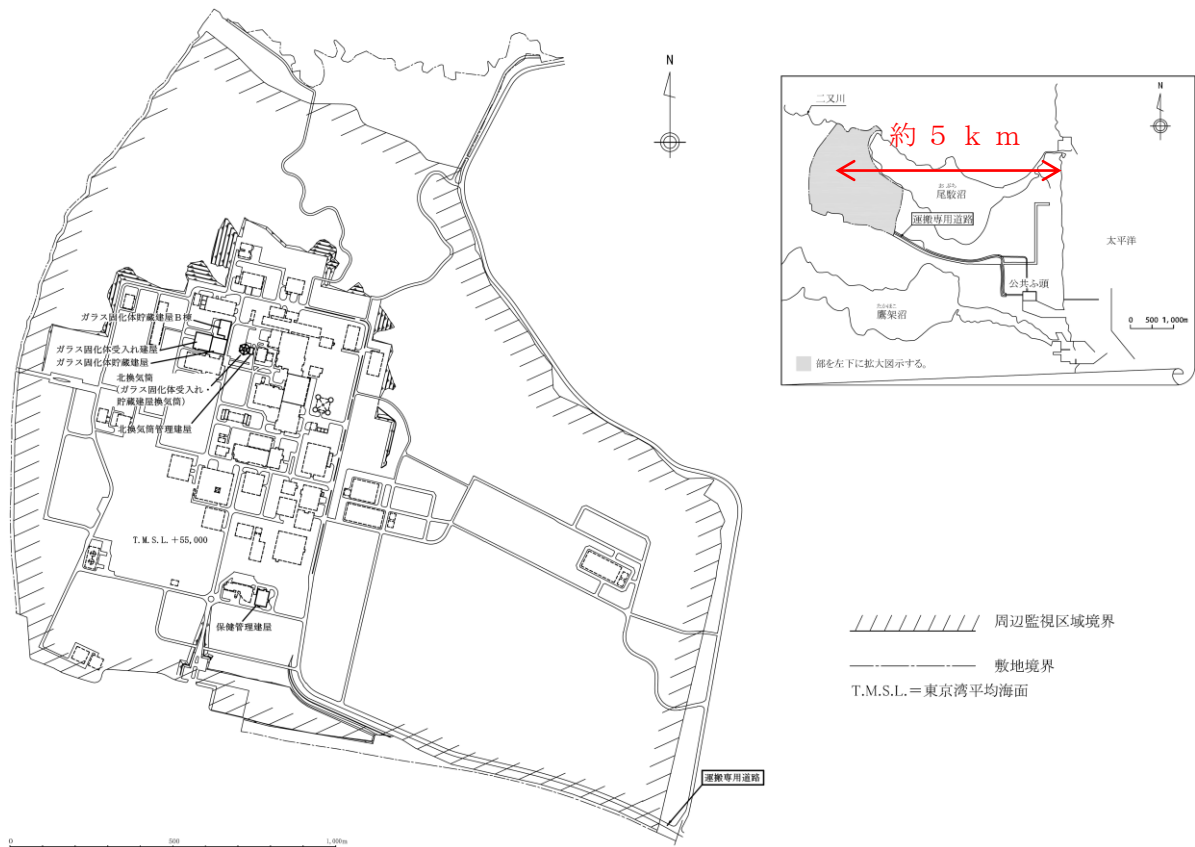 N
ガラス固化体貯蔵建屋B棟
ガラス固化体受入れ建屋
ガラス固化体貯蔵建屋
北換気筒
(ガラス固化体受入れ・
貯蔵建屋換気筒)
北換気筒管理建屋
T.M.S.L. +55,000
保健管理建屋
運搬専用道路
0 500 1,000m
二又川
N
約 5 k m
おぶち
尾駮沼
運搬専用道路
太平洋
公共ふ頭
たかほこ
鷹架沼
0 500 1,000m
部を左下に拡大図示する。
周辺監視区域境界
敷地境界
T.M.S.L.=東京湾平均海面